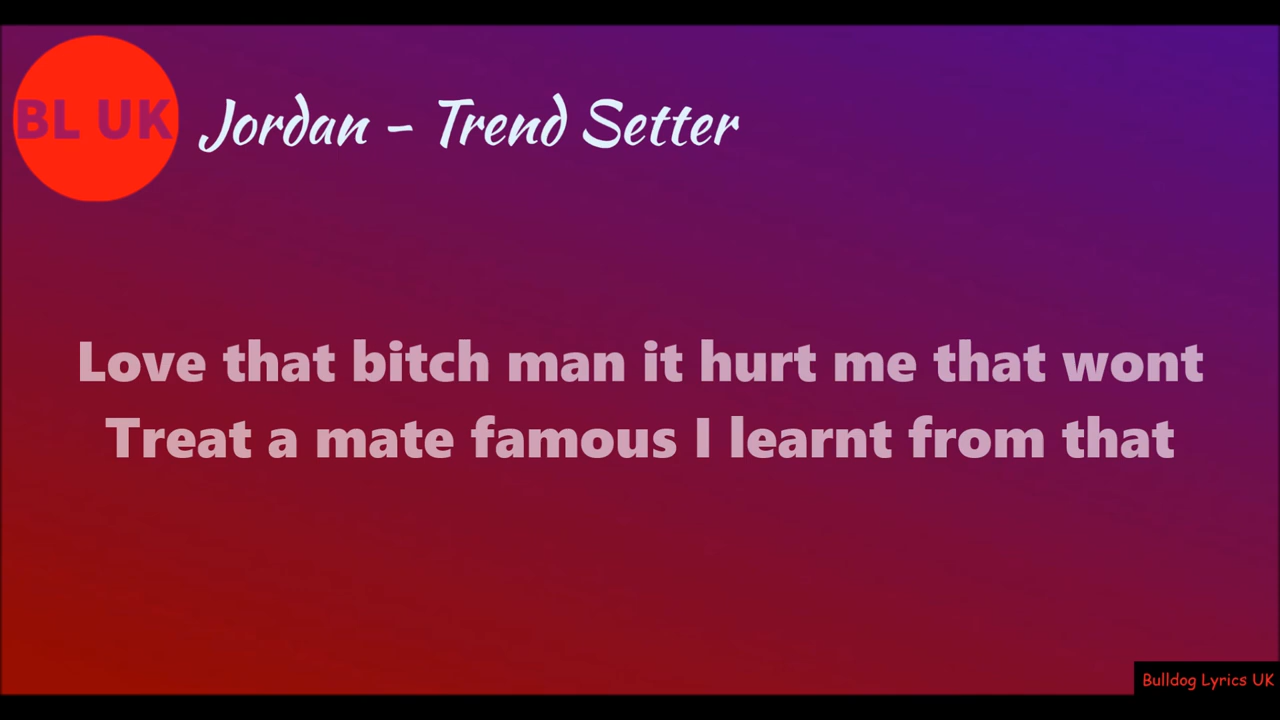 BL UK
Jordan - Trend Setter
Love that bitch man it hurt me that wont
Treat a mate famous I learnt from that
Bulldog Lyrics UK